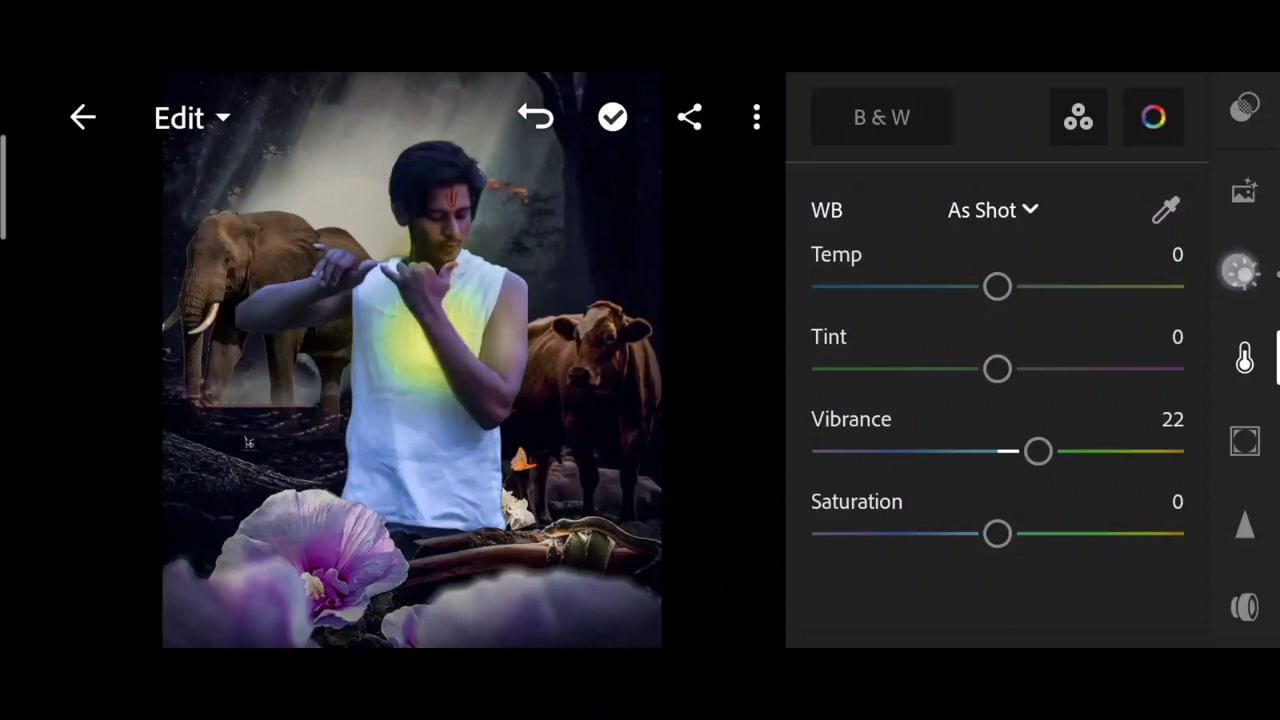 Edit
B & W
WB
As Shot
Temp
0
Tint
0
Vibrance
22
Saturation
0